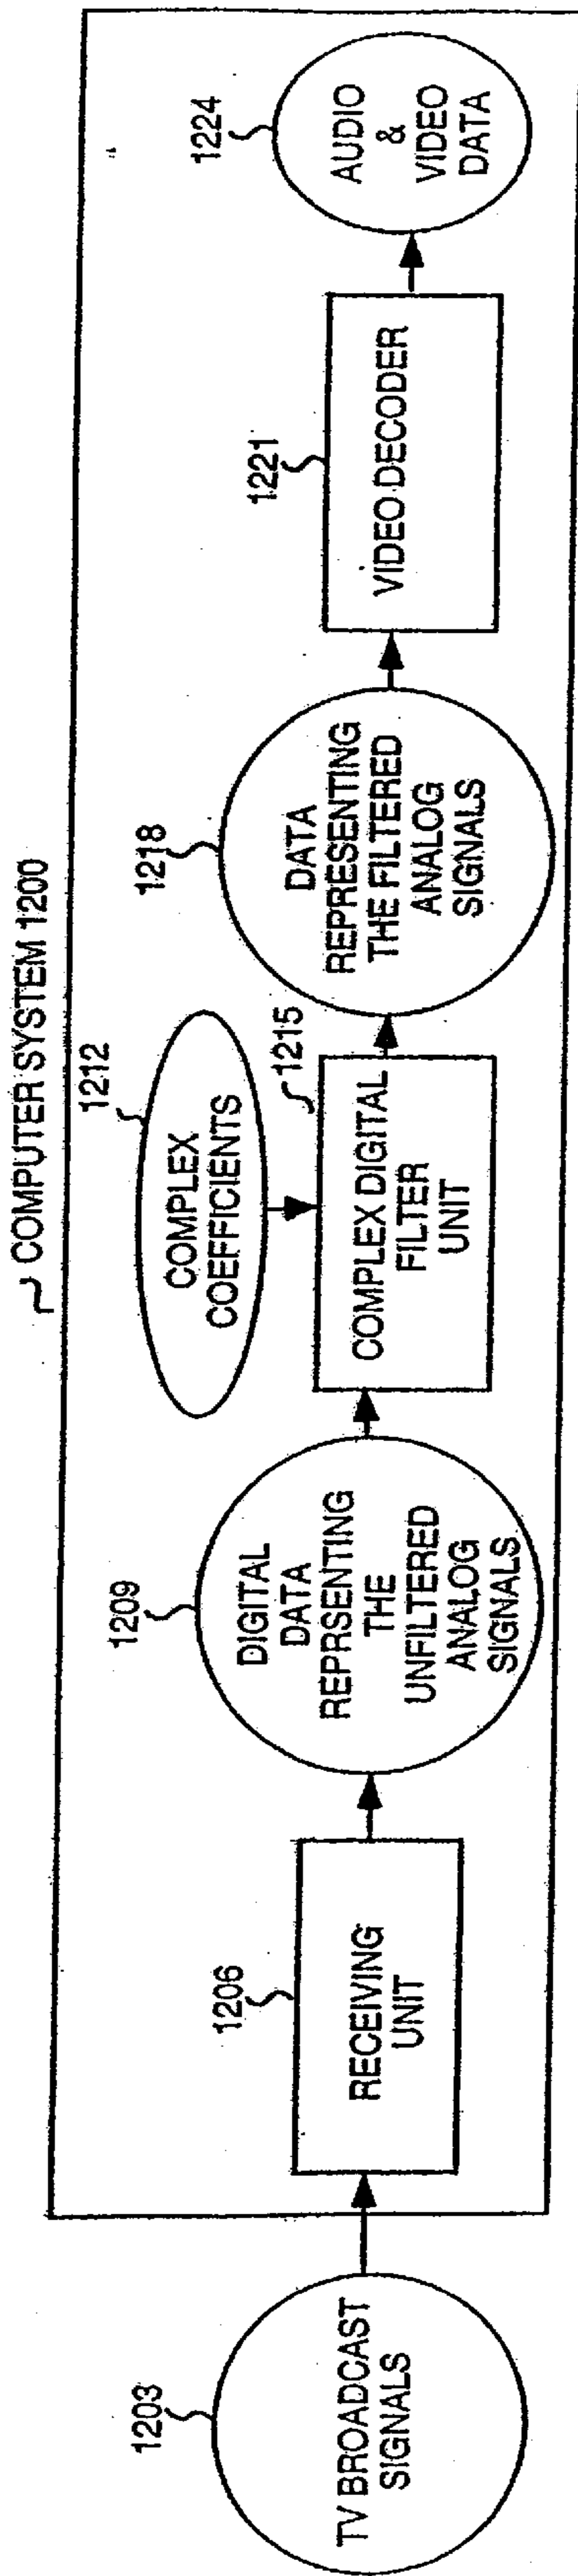 COMPUTER SYSTEM 1200
1203
TV BROADCAST
SIGNALS
1206
RECEIVING
UNIT
1209
DIGITAL
DATA
REPRSENTING
THE
UNFILTERED
ANALOG
SIGNALS
1212
COMPLEX
COEFFICIENTS
1215
COMPLEX DIGITAL
FILTER
UNIT
1218
DATA
REPRESENTING
THE FILTERED
ANALOG
SIGNALS
1221
VIDEO DECODER
1224
AUDIO
&
VIDEO
DATA